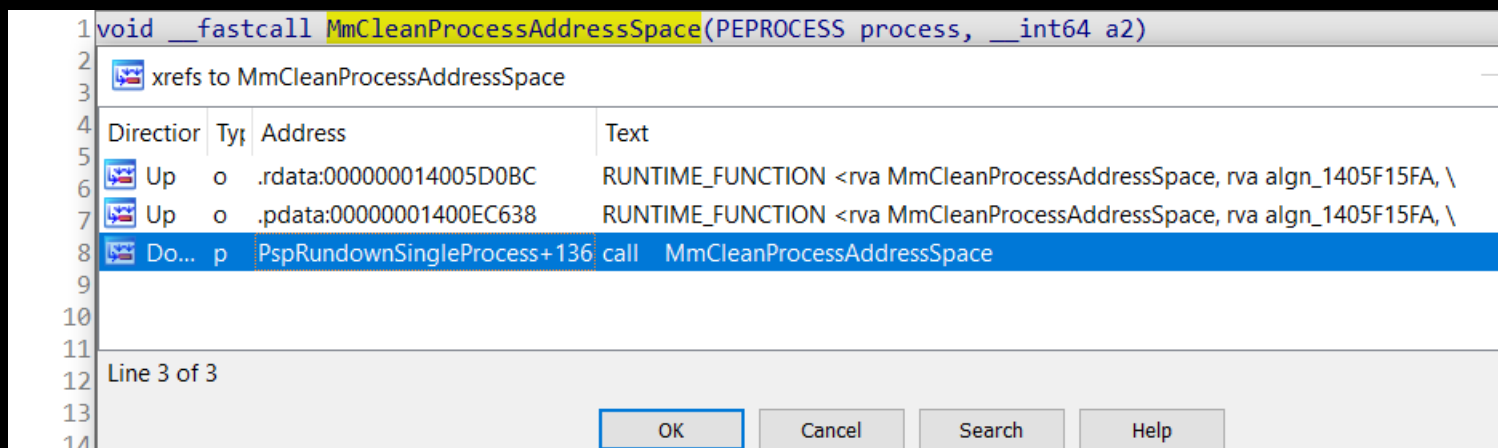 1 void __fastcall MmCleanProcessAddressSpace(PEPROCESS process, __int64 a2)
2
xrefs to MmCleanProcessAddressSpace
3
4
Direction Typ Address Text
5
Up o .rdata:000000014005D0BC RUNTIME_FUNCTION <rva MmCleanProcessAddressSpace, rva algn_1405F15FA, \
6
7 Up o .pdata:00000001400EC638 RUNTIME_FUNCTION <rva MmCleanProcessAddressSpace, rva algn_1405F15FA, \
8 Do... p PspRundownSingleProcess+136 call MmCleanProcessAddressSpace
9
10
11
12 Line 3 of 3
13
OK Cancel Search Help
14